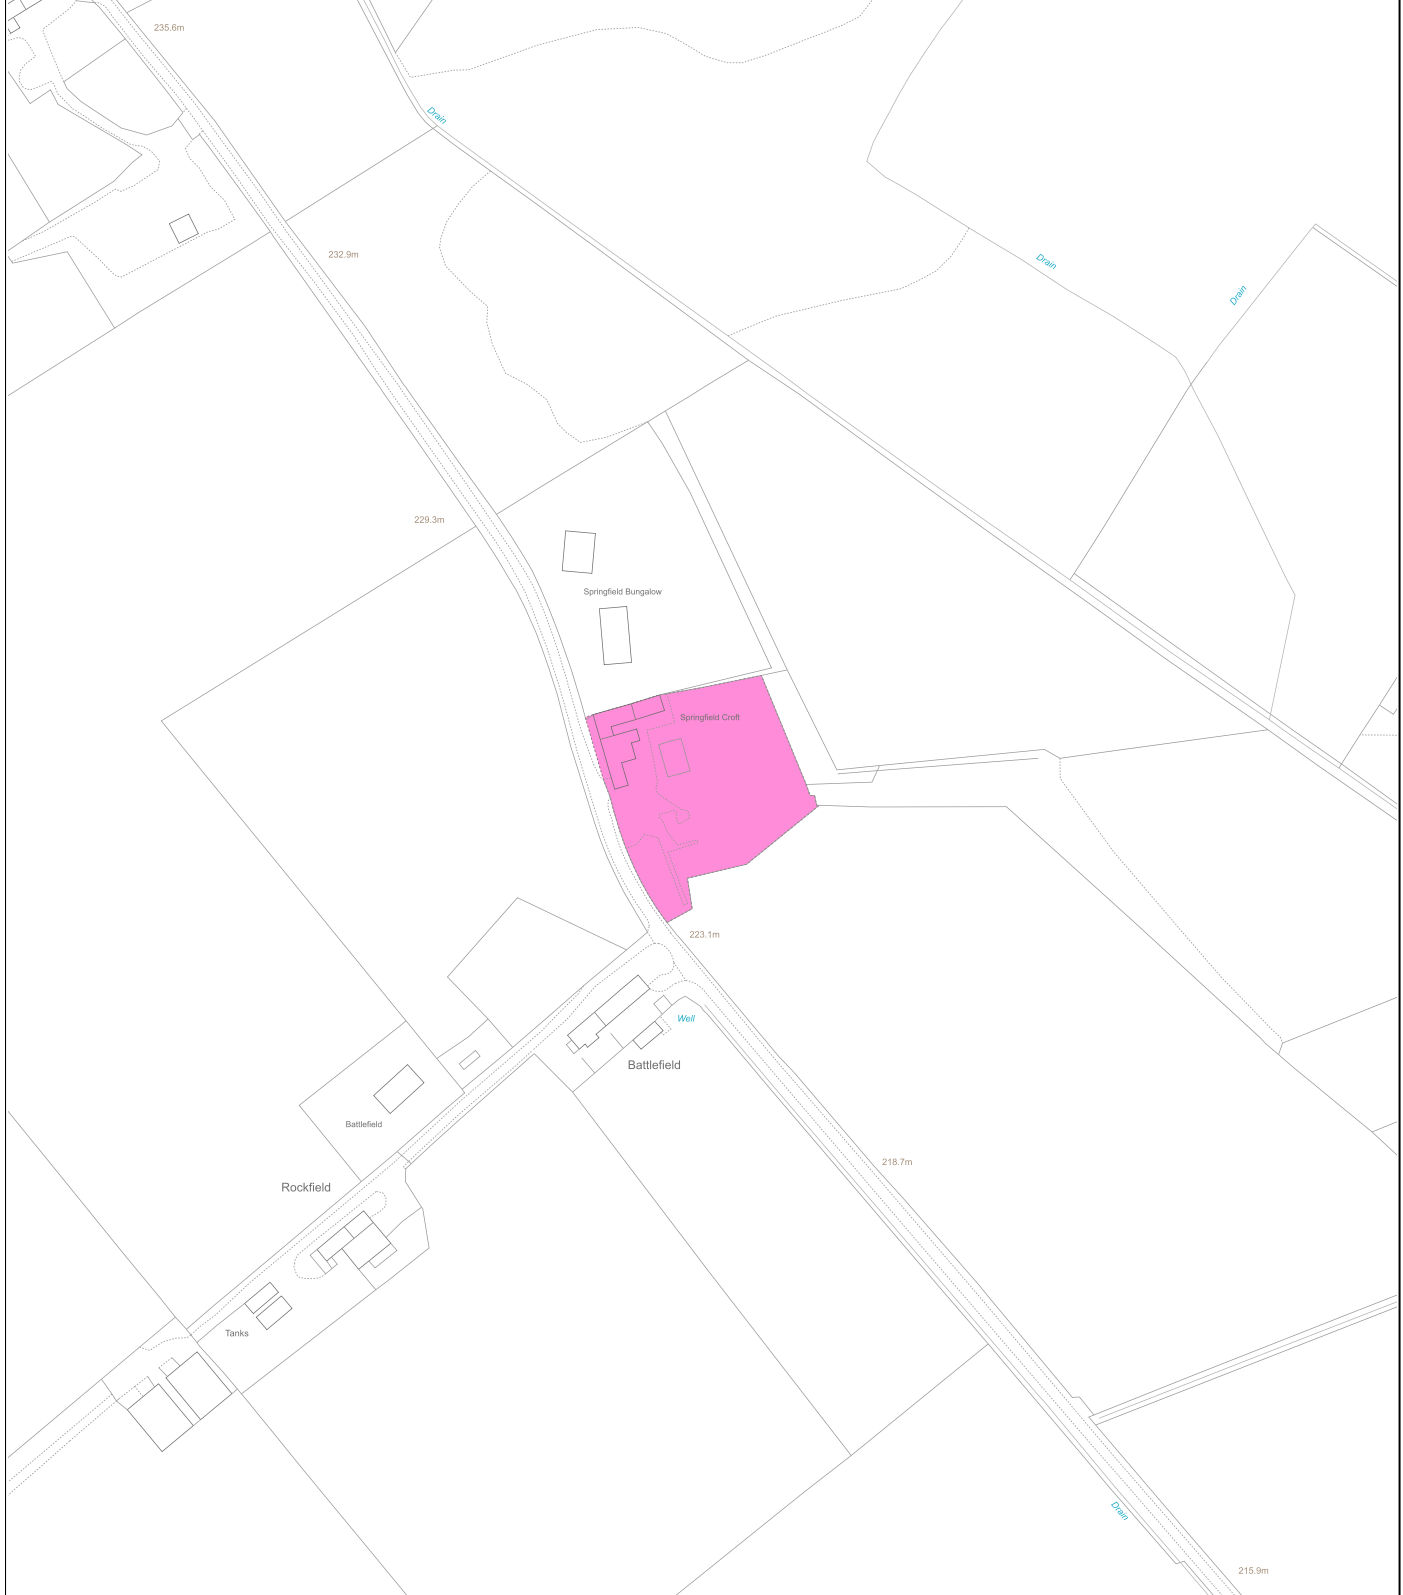 235.6m
Drain
232.9m
Drain
Drain
229.3m
Springfield Bungalow
Springfield Croft
223.1m
Well
Battlefield
Battlefield
218.7m
Rockfield
Tanks
Drain
215.9m